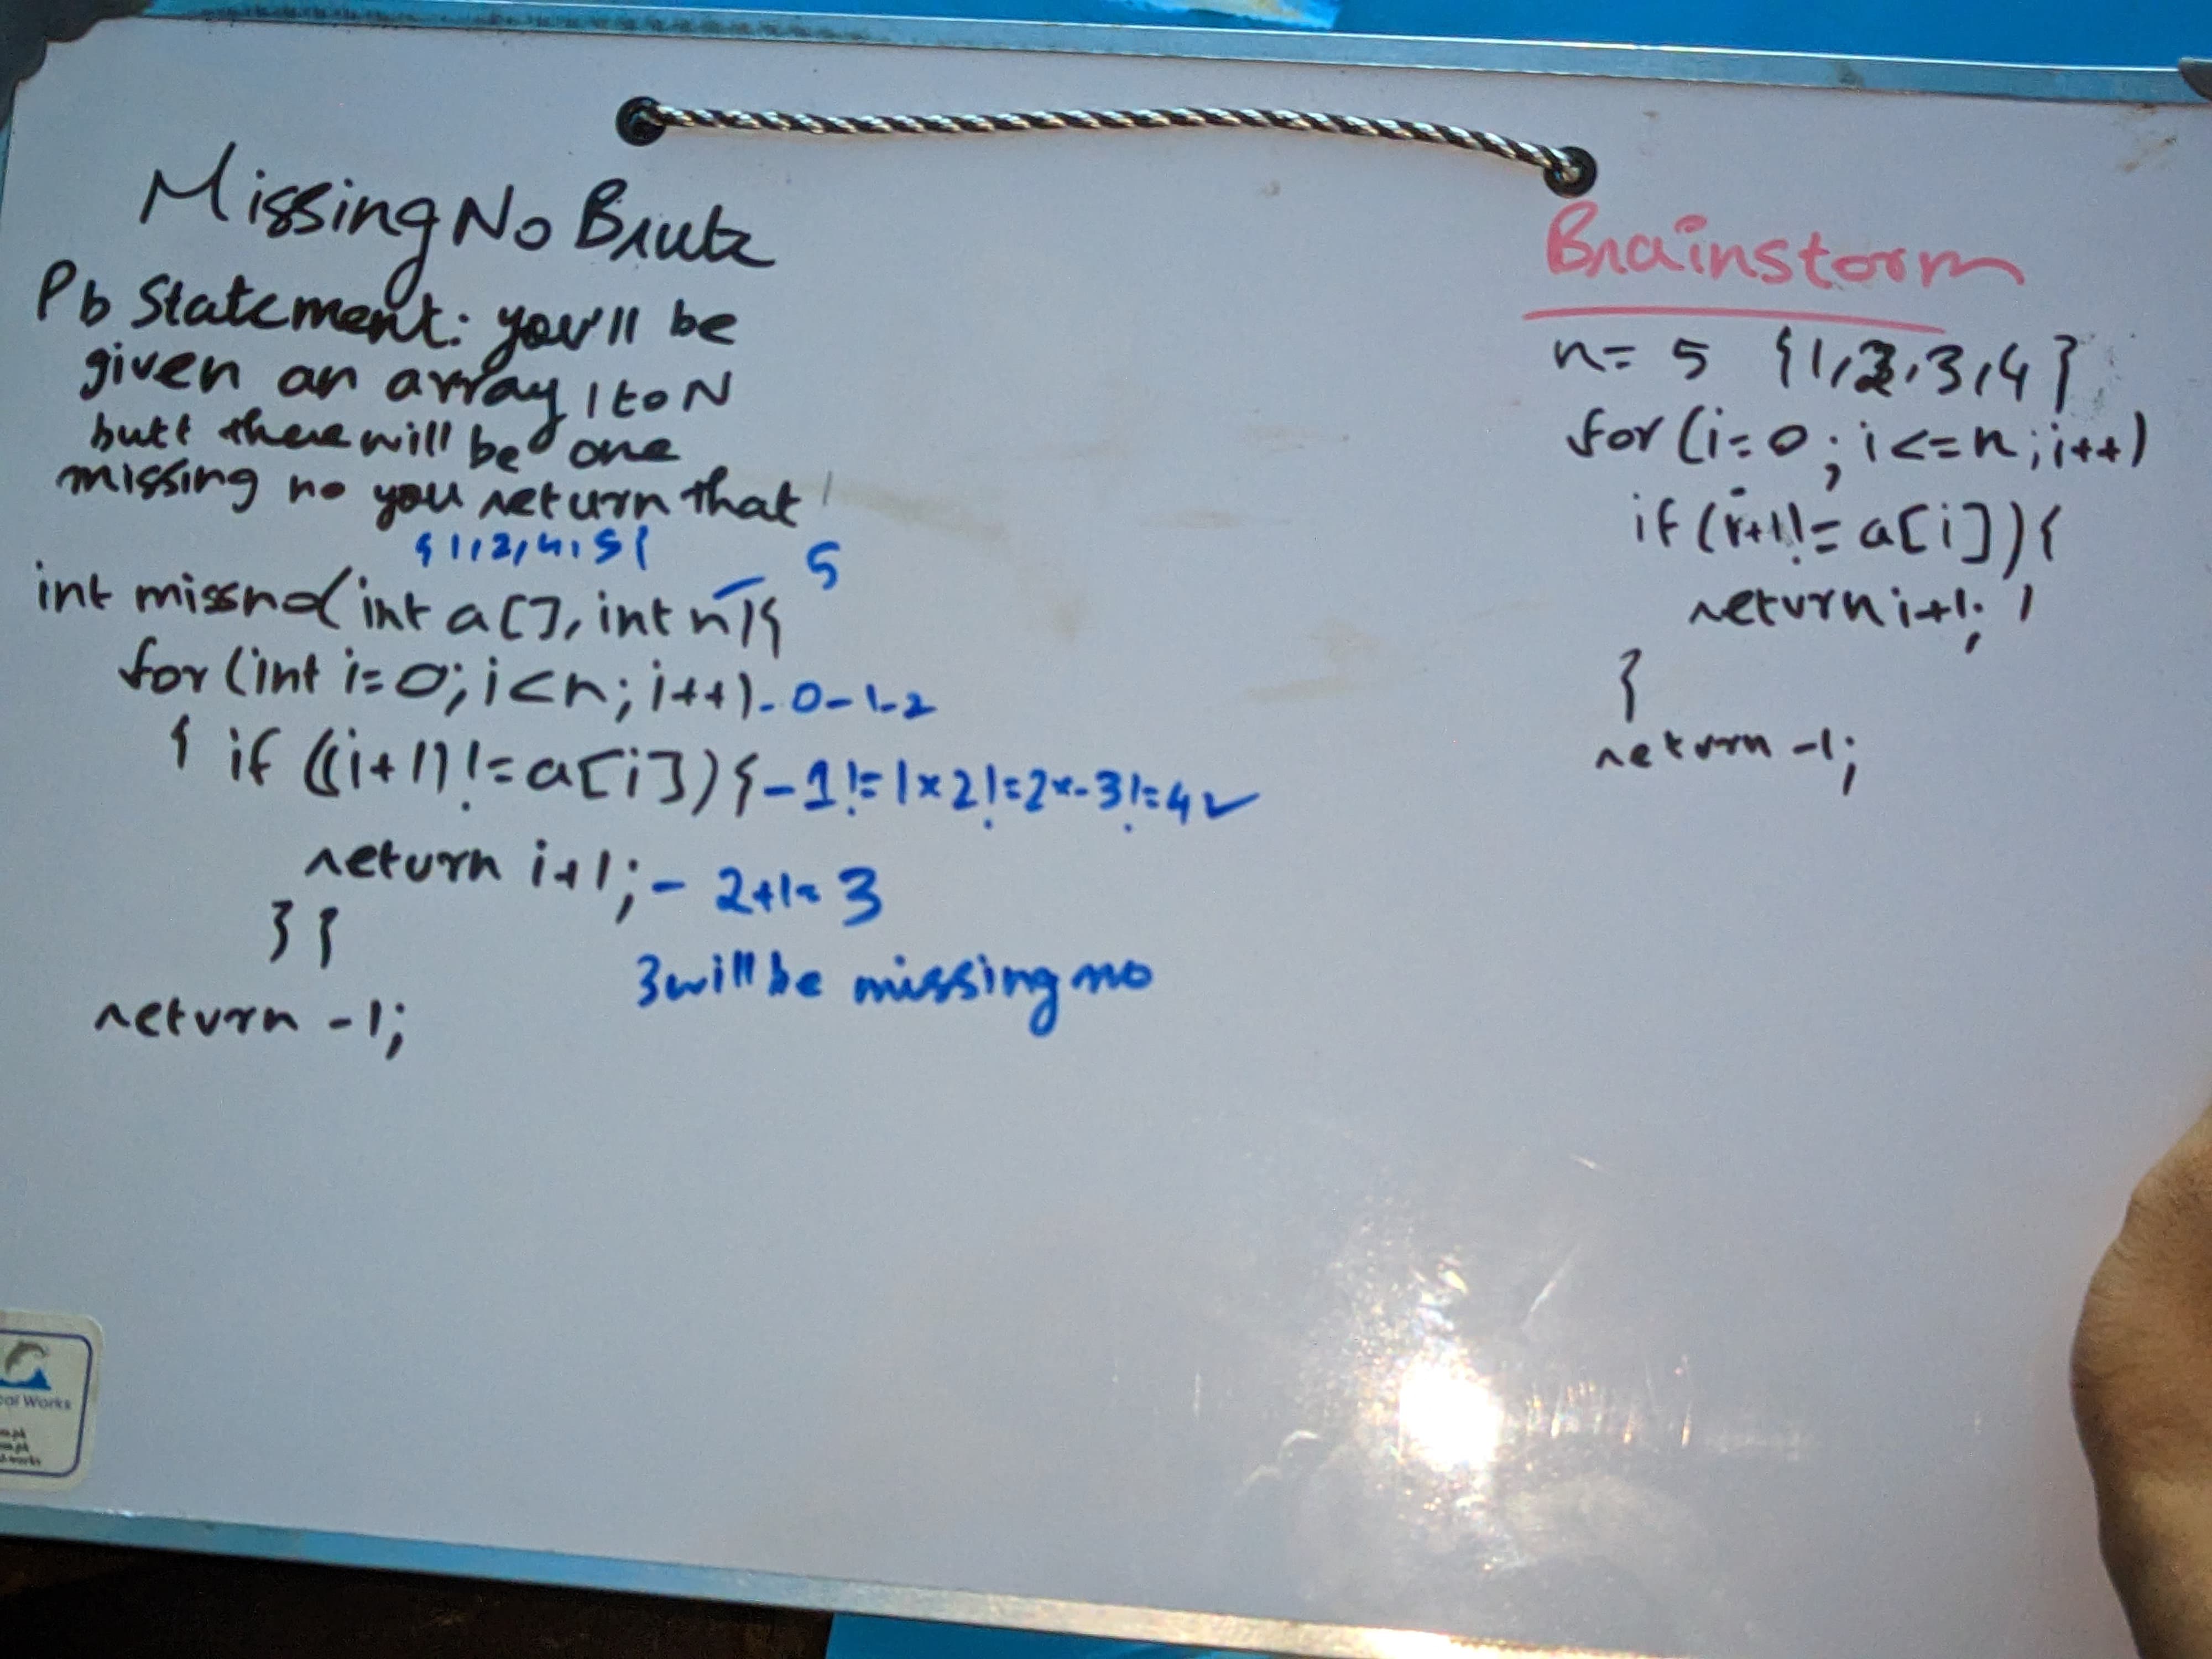 Missing No Brute
Pb Statement: you'll be
given an array 1 to N
butt there will be one
missing no you return that
{1,2,4,5{
5
int missno(int a[], int n){
for (int i=0; i<n; i++) - 0-1-2
{ if ((i+1) != a[i]) { - 1!=1 x 2!=2 x - 3!=4 ✓
return i+1; - 2+1= 3
} }
3 will be missing no
return -1;
Brainstorm
n= 5 {1,2,3,4}
for (i=0; i<=n; i++)
if (i+1!= a[i]) {
return i+1; }
}
return -1;
al Works